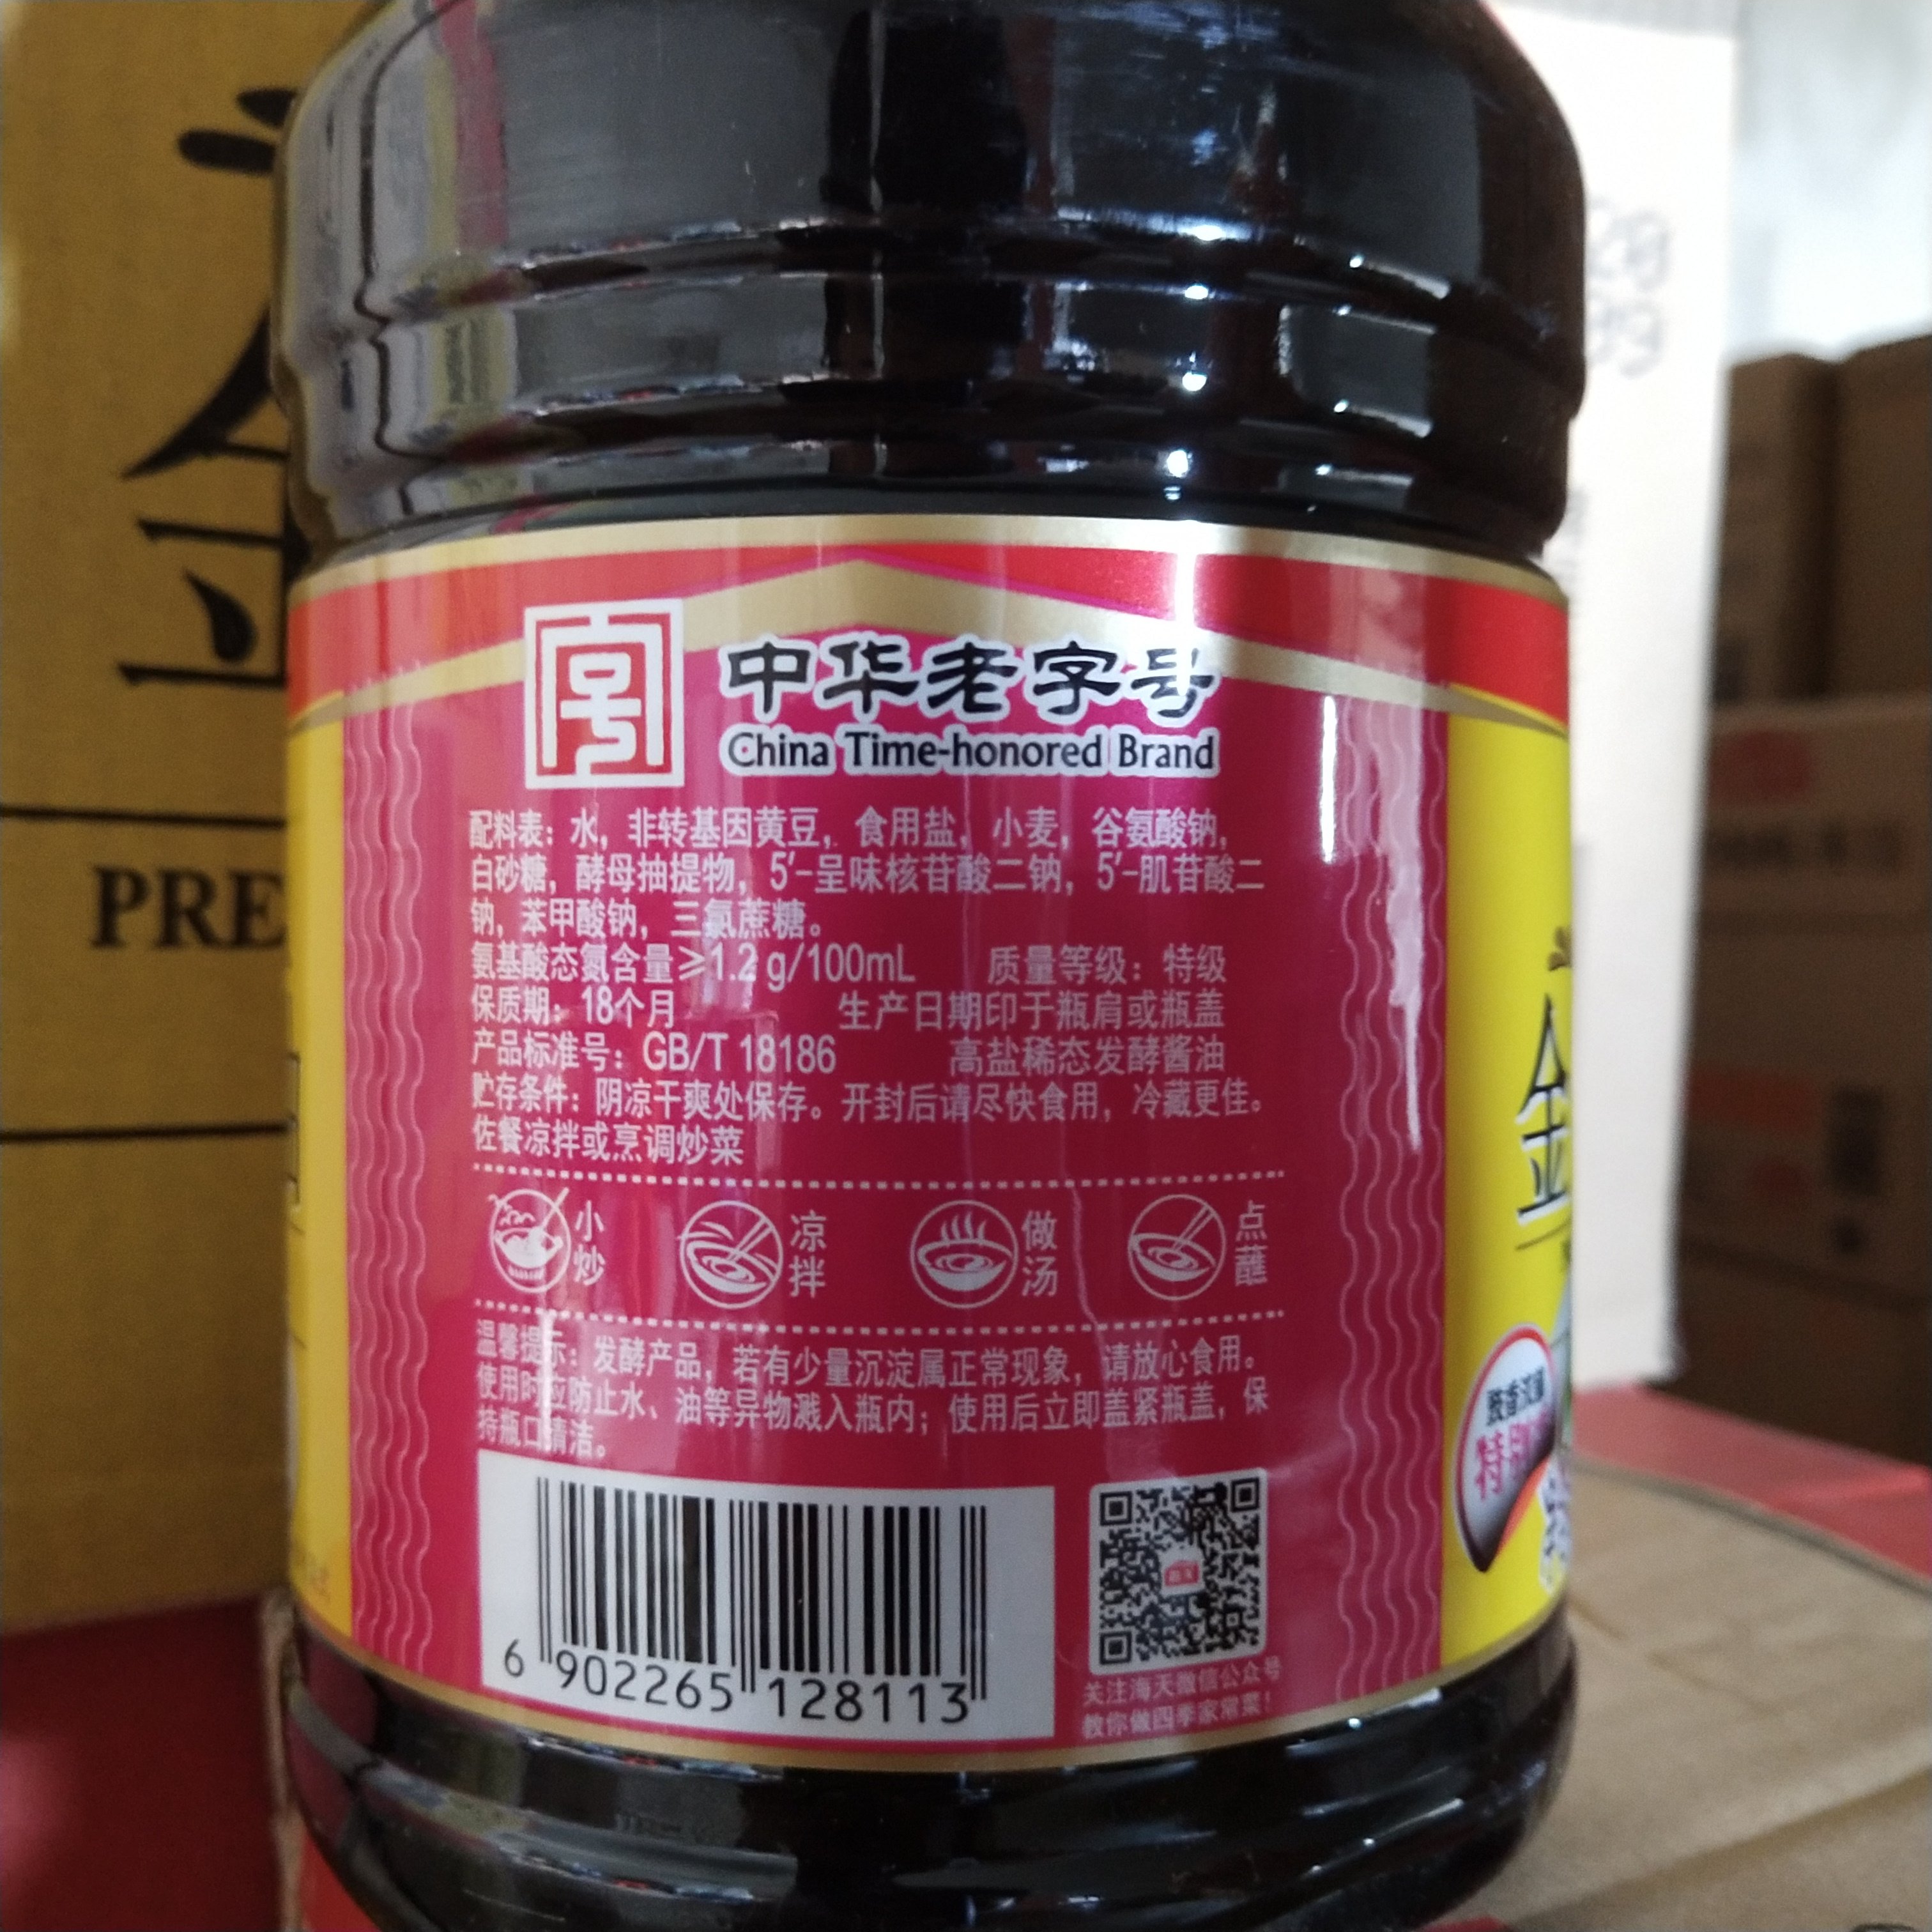 PRE
中华老字号
China Time-honored Brand
配料表：水，非转基因黄豆，食用盐，小麦，谷氨酸钠，
白砂糖，酵母抽提物，5′-呈味核苷酸二钠，5′-肌苷酸二
钠，苯甲酸钠，三氯蔗糖。
氨基酸态氮含量≥1.2 g/100mL 质量等级：特级
保质期：18个月 生产日期印于瓶肩或瓶盖
产品标准号：GB/T 18186 高盐稀态发酵酱油
贮存条件：阴凉干爽处保存。开封后请尽快食用，冷藏更佳。
佐餐凉拌或烹调炒菜
小炒 凉拌 做汤 点蘸
温馨提示：发酵产品，若有少量沉淀属正常现象，请放心食用。
使用时应防止水、油等异物溅入瓶内；使用后立即盖紧瓶盖，保
持瓶口清洁。
6 902265 128113
关注海天微信公众号
教你做四季家常菜！
金
豉香浓郁
特